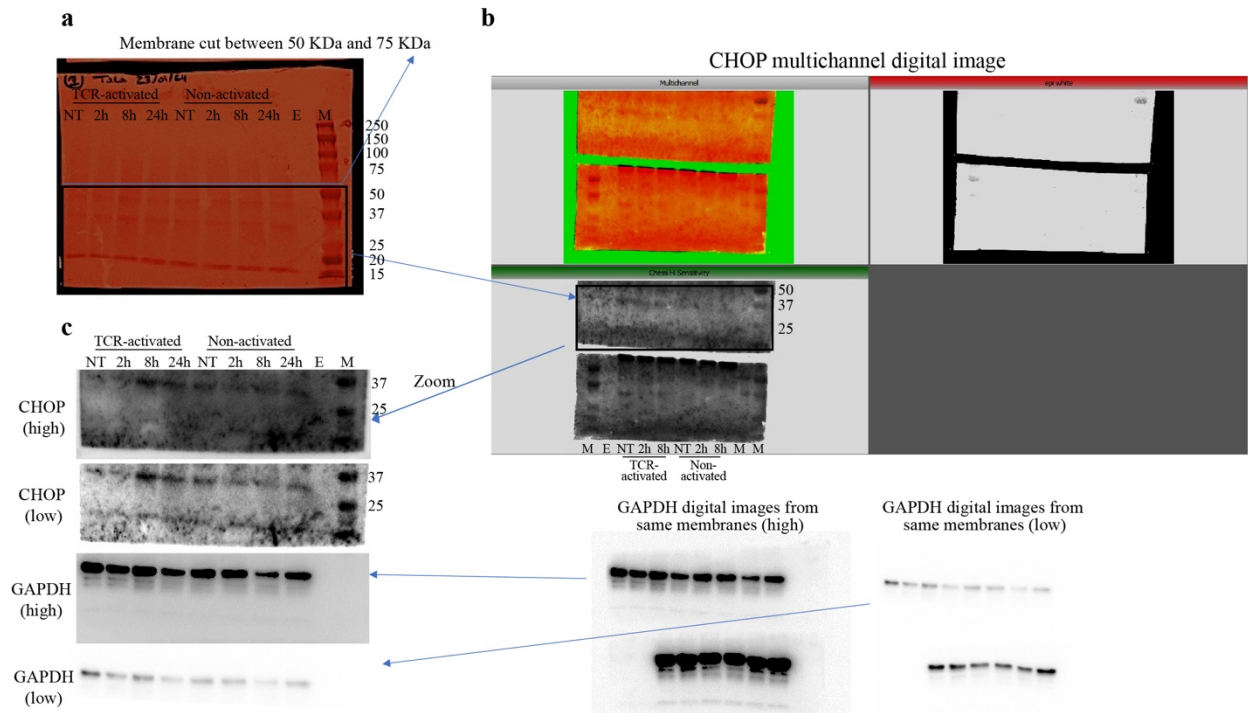 a
Membrane cut between 50 KDa and 75 KDa
TCR-activated Non-activated
NT 2h 8h 24h NT 2h 8h 24h E M
250
150
100
75
50
37
25
20
15
b
CHOP multichannel digital image
Multichannel
epi white
Chemi Hi Sensitivity
50
37
25
M E NT 2h 8h NT 2h 8h M M
TCR-activated
Non-activated
c
TCR-activated Non-activated
NT 2h 8h 24h NT 2h 8h 24h E M
Zoom
CHOP
(high)
37
25
CHOP
(low)
37
25
GAPDH
(high)
GAPDH
(low)
GAPDH digital images from
same membranes (high)
GAPDH digital images from
same membranes (low)